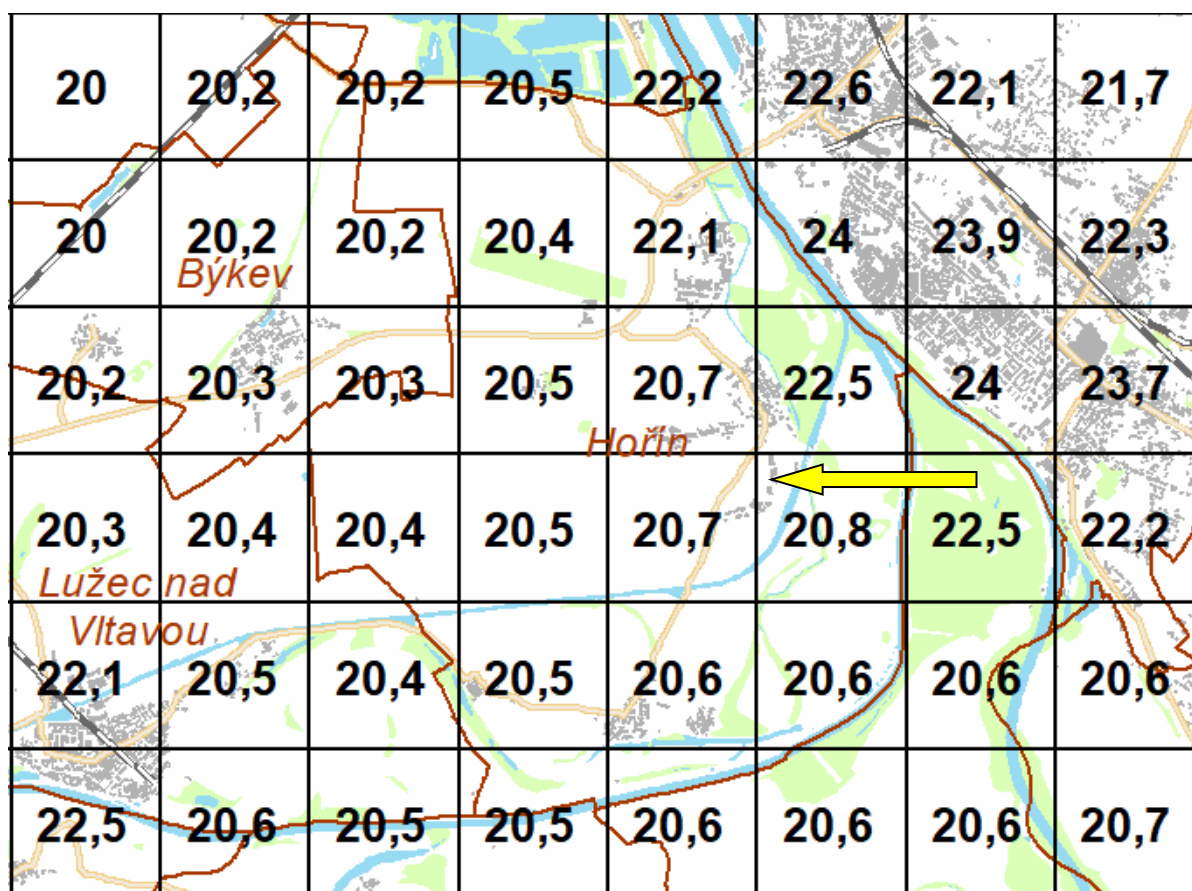 20 20,2 20,2 20,5 22,2 22,6 22,1 21,7
20 20,2 20,2 20,4 22,1 24 23,9 22,3
Býkev
20,2 20,3 20,3 20,5 20,7 22,5 24 23,7
Hořín
20,3 20,4 20,4 20,5 20,7 20,8 22,5 22,2
Lužec nad
Vltavou
22,1 20,5 20,4 20,5 20,6 20,6 20,6 20,6
22,5 20,6 20,5 20,5 20,6 20,6 20,6 20,7